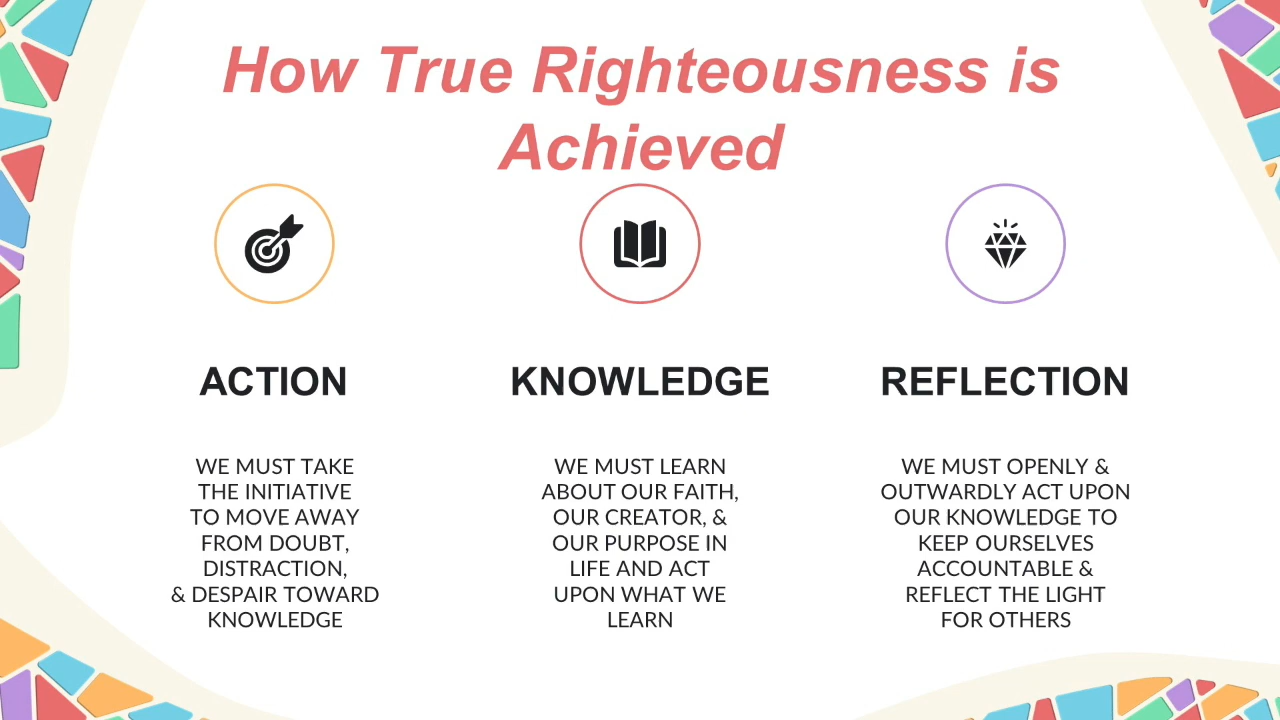 How True Righteousness is
Achieved
ACTION
WE MUST TAKE
THE INITIATIVE
TO MOVE AWAY
FROM DOUBT,
DISTRACTION,
& DESPAIR TOWARD
KNOWLEDGE
KNOWLEDGE
WE MUST LEARN
ABOUT OUR FAITH,
OUR CREATOR, &
OUR PURPOSE IN
LIFE AND ACT
UPON WHAT WE
LEARN
REFLECTION
WE MUST OPENLY &
OUTWARDLY ACT UPON
OUR KNOWLEDGE TO
KEEP OURSELVES
ACCOUNTABLE &
REFLECT THE LIGHT
FOR OTHERS